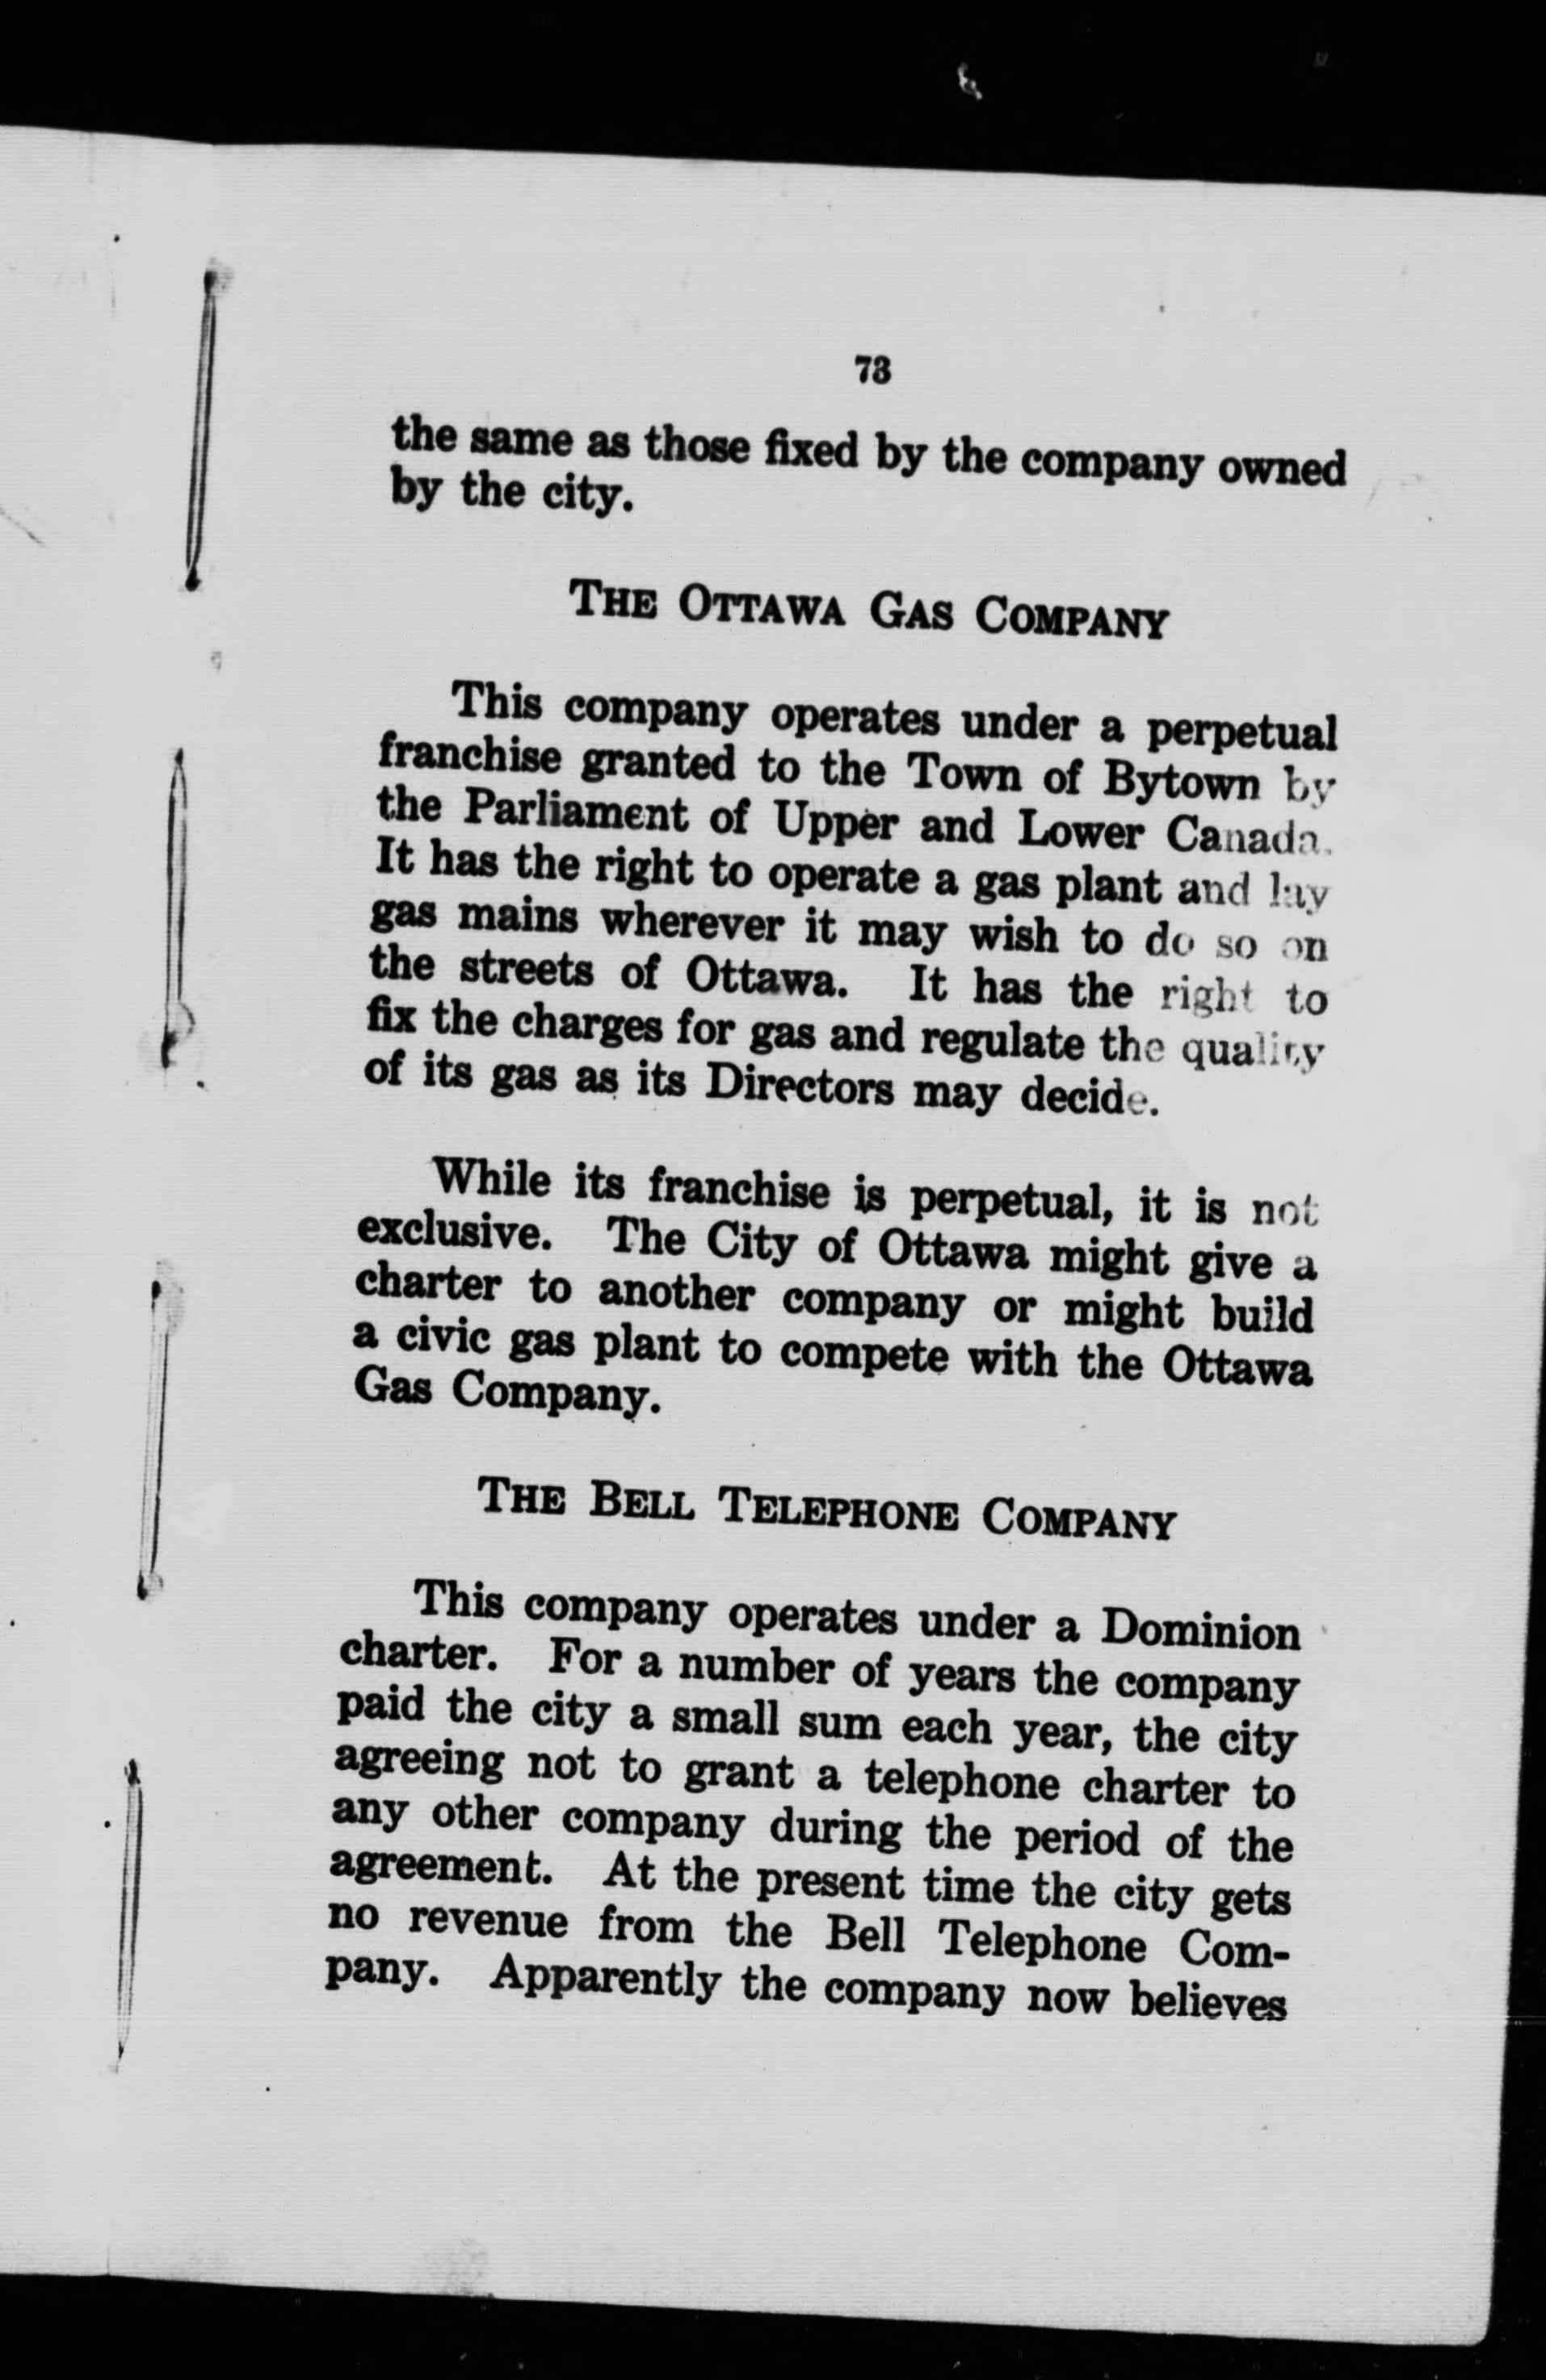 73
the same as those fixed by the company owned
by the city.
THE OTTAWA GAS COMPANY
This company operates under a perpetual
franchise granted to the Town of Bytown by
the Parliament of Upper and Lower Canada.
It has the right to operate a gas plant and lay
gas mains wherever it may wish to do so on
the streets of Ottawa. It has the right to
fix the charges for gas and regulate the quality
of its gas as its Directors may decide.
While its franchise is perpetual, it is not
exclusive. The City of Ottawa might give a
charter to another company or might build
a civic gas plant to compete with the Ottawa
Gas Company.
THE BELL TELEPHONE COMPANY
This company operates under a Dominion
charter. For a number of years the company
paid the city a small sum each year, the city
agreeing not to grant a telephone charter to
any other company during the period of the
agreement. At the present time the city gets
no revenue from the Bell Telephone Com-
pany. Apparently the company now believes